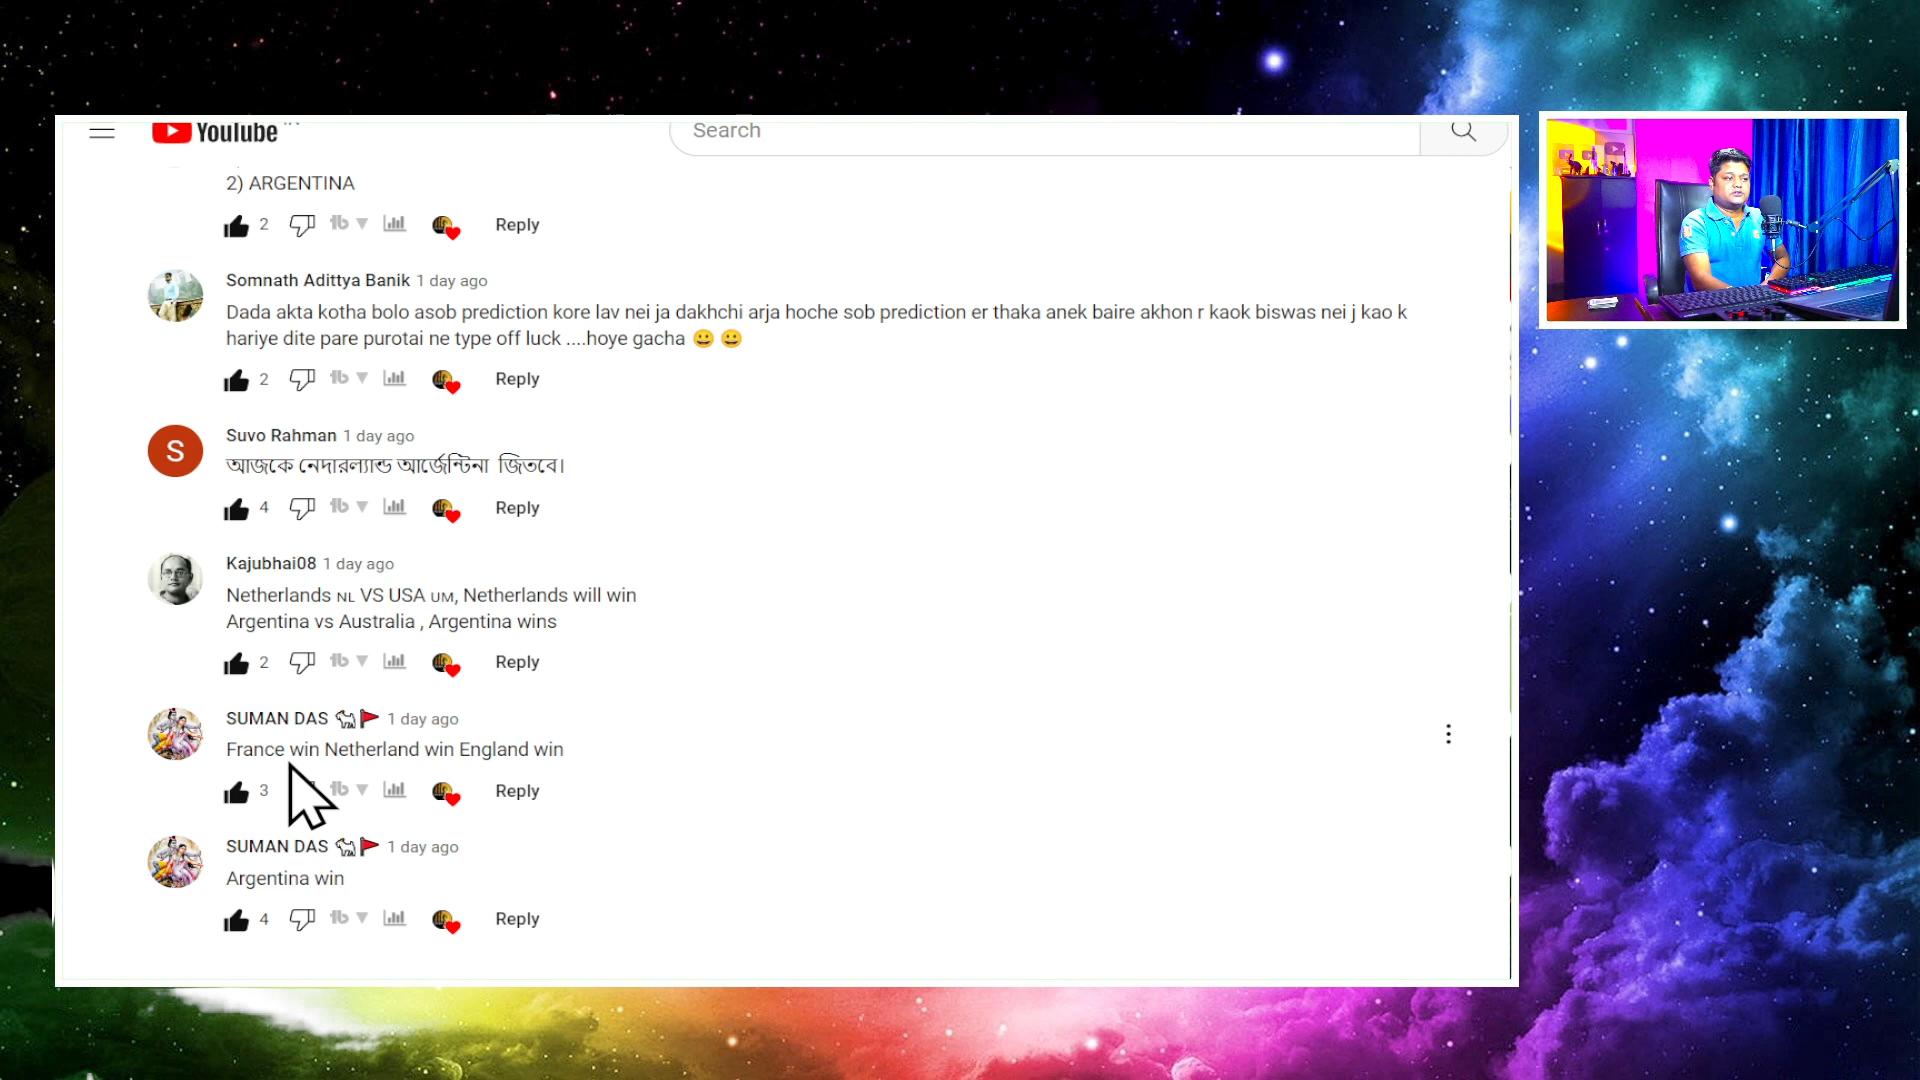 YouTube
Search
2) ARGENTINA
2
Reply
Somnath Adittya Banik 1 day ago
Dada akta kotha bolo asob prediction kore lav nei ja dakhchi arja hoche sob prediction er thaka anek baire akhon r kaok biswas nei j kao k
hariye dite pare purotai ne type off luck ....hoye gacha 😀 😀
2
Reply
S
Suvo Rahman 1 day ago
আজকে নেদারল্যান্ড আর্জেন্টিনা জিতবে।
4
Reply
Kajubhai08 1 day ago
Netherlands NL VS USA UM, Netherlands will win
Argentina vs Australia , Argentina wins
2
Reply
SUMAN DAS 🐪🚩 1 day ago
France win Netherland win England win
3
Reply
SUMAN DAS 🐪🚩 1 day ago
Argentina win
4
Reply